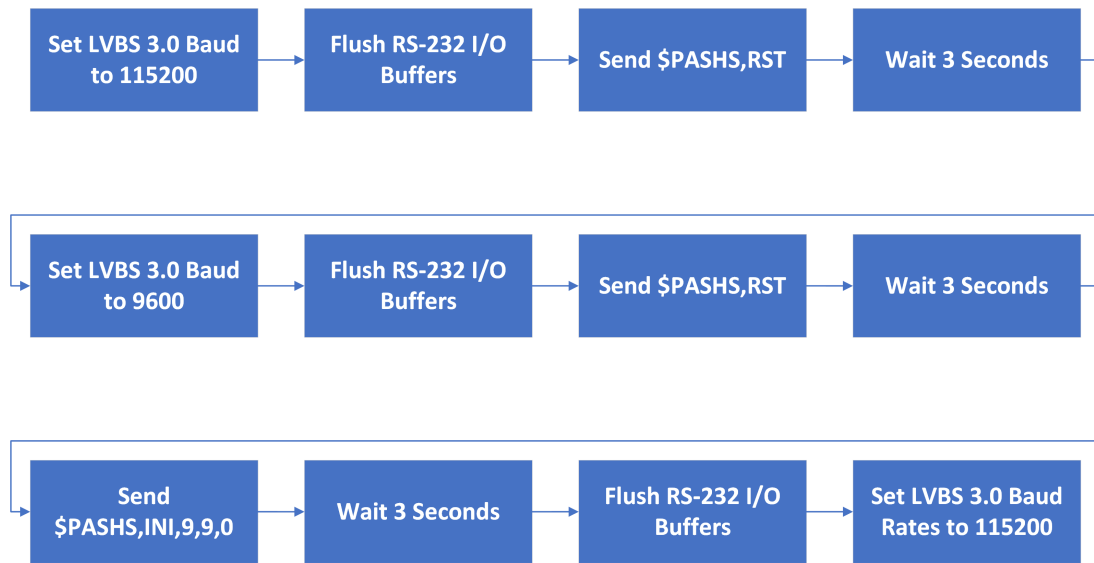 Set LVBS 3.0 Baud
to 115200
Flush RS-232 I/O
Buffers
Send $PASHS,RST
Wait 3 Seconds
Set LVBS 3.0 Baud
to 9600
Flush RS-232 I/O
Buffers
Send $PASHS,RST
Wait 3 Seconds
Send
$PASHS,INI,9,9,0
Wait 3 Seconds
Flush RS-232 I/O
Buffers
Set LVBS 3.0 Baud
Rates to 115200